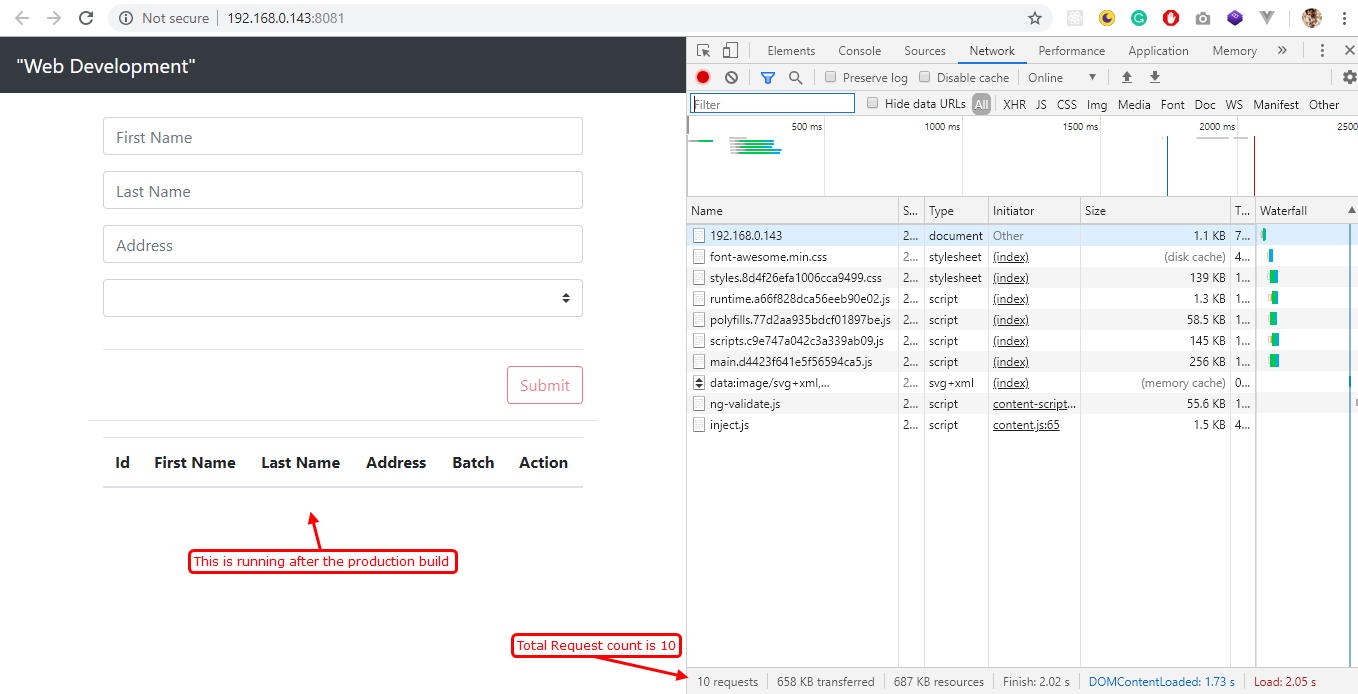 Not secure | 192.168.0.143:8081
"Web Development"
First Name
Last Name
Address
Submit
Id First Name Last Name Address Batch Action
This is running after the production build
Total Request count is 10
Elements Console Sources Network Performance Application Memory »
Preserve log Disable cache Online
Filter Hide data URLs All XHR JS CSS Img Media Font Doc WS Manifest Other
500 ms 1000 ms 1500 ms 2000 ms 2500
Name S... Type Initiator Size T... Waterfall
192.168.0.143 2... document Other 1.1 KB 7...
font-awesome.min.css 2... stylesheet (index) (disk cache) 4...
styles.8d4f26efa1006cca9499.css 2... stylesheet (index) 139 KB 1...
runtime.a66f828dca56eeb90e02.js 2... script (index) 1.3 KB 1...
polyfills.77d2aa935bdcf01897be.js 2... script (index) 58.5 KB 1...
scripts.c9e747a042c3a339ab09.js 2... script (index) 145 KB 1...
main.d4423f641e5f56594ca5.js 2... script (index) 256 KB 1...
data:image/svg+xml,... 2... svg+xml (index) (memory cache) 0...
ng-validate.js 2... script content-script... 55.6 KB 1...
inject.js 2... script content.js:65 1.5 KB 4...
10 requests 658 KB transferred 687 KB resources Finish: 2.02 s DOMContentLoaded: 1.73 s Load: 2.05 s